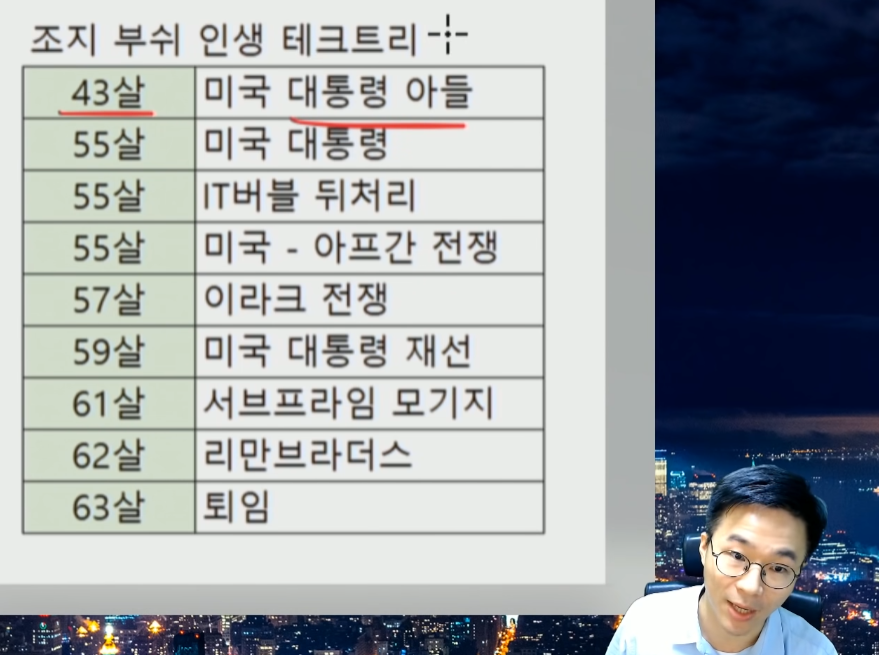 조지 부쉬 인생 테크트리
43살 미국 대통령 아들
55살 미국 대통령
55살 IT버블 뒤처리
55살 미국 - 아프간 전쟁
57살 이라크 전쟁
59살 미국 대통령 재선
61살 서브프라임 모기지
62살 리만브라더스
63살 퇴임